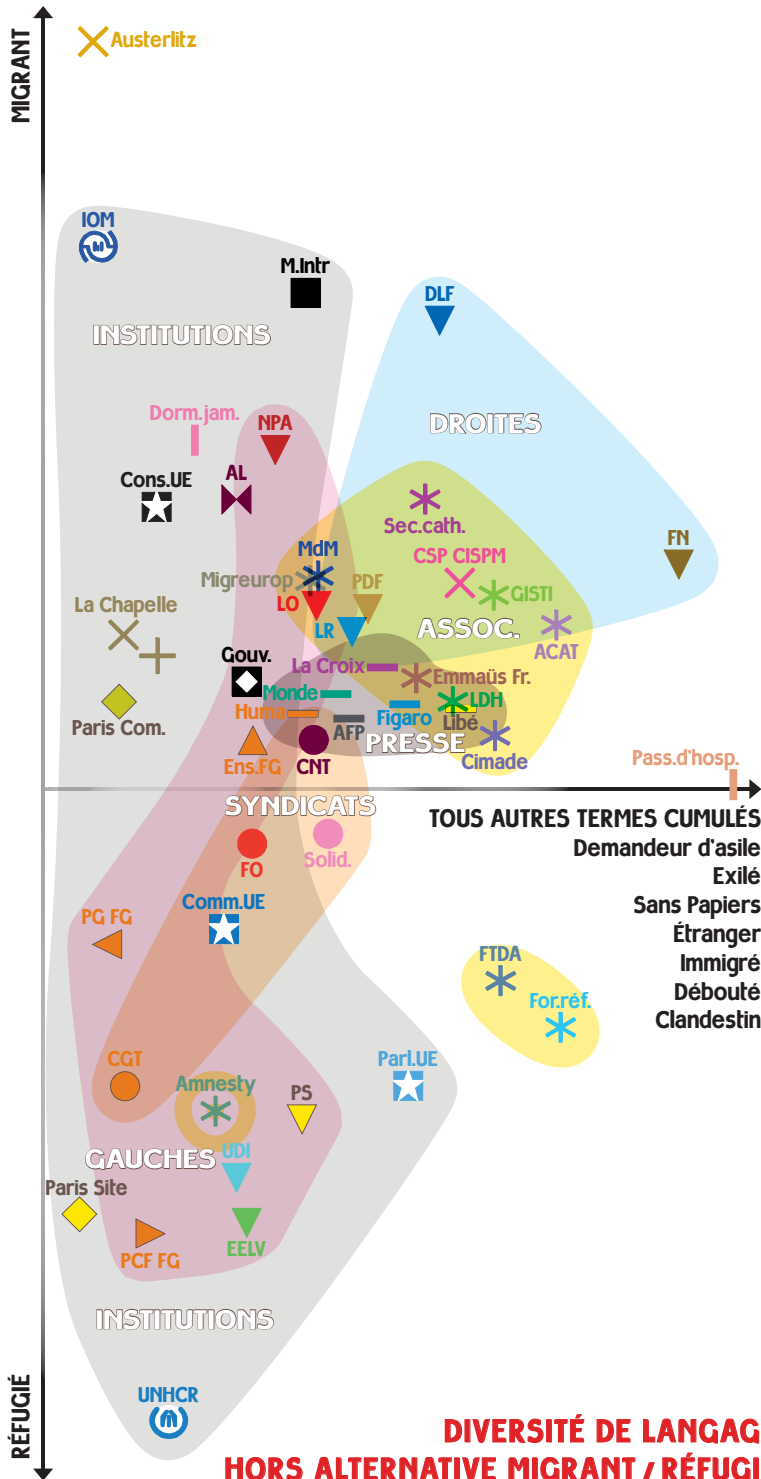 MIGRANT
Austerlitz
IOM
M.Intr
DLF
INSTITUTIONS
Dorm.jam.
NPA
DROITES
AL
Cons.UE
Sec.cath.
MdM
CSP CISPM
FN
Migreurop
PDF
GISTI
LO
La Chapelle
LR
ASSOC.
ACAT
Gouv.
La Croix
Emmaüs Fr.
Monde
LDH
Huma
Figaro
Libé
Paris Com.
AFP
PRESSE
Cimade
Ens.FG
CNT
Pass.d'hosp.
SYNDICATS
TOUS AUTRES TERMES CUMULÉS
Demandeur d'asile
Exilé
Sans Papiers
Étranger
Immigré
Débouté
Clandestin
FO
Solid.
Comm.UE
PG FG
FTDA
For.réf.
CGT
Parl.UE
Amnesty
PS
GAUCHES
UDI
Paris Site
EELV
PCF FG
INSTITUTIONS
UNHCR
RÉFUGIÉ
DIVERSITÉ DE LANGAG
HORS ALTERNATIVE MIGRANT / RÉFUGI